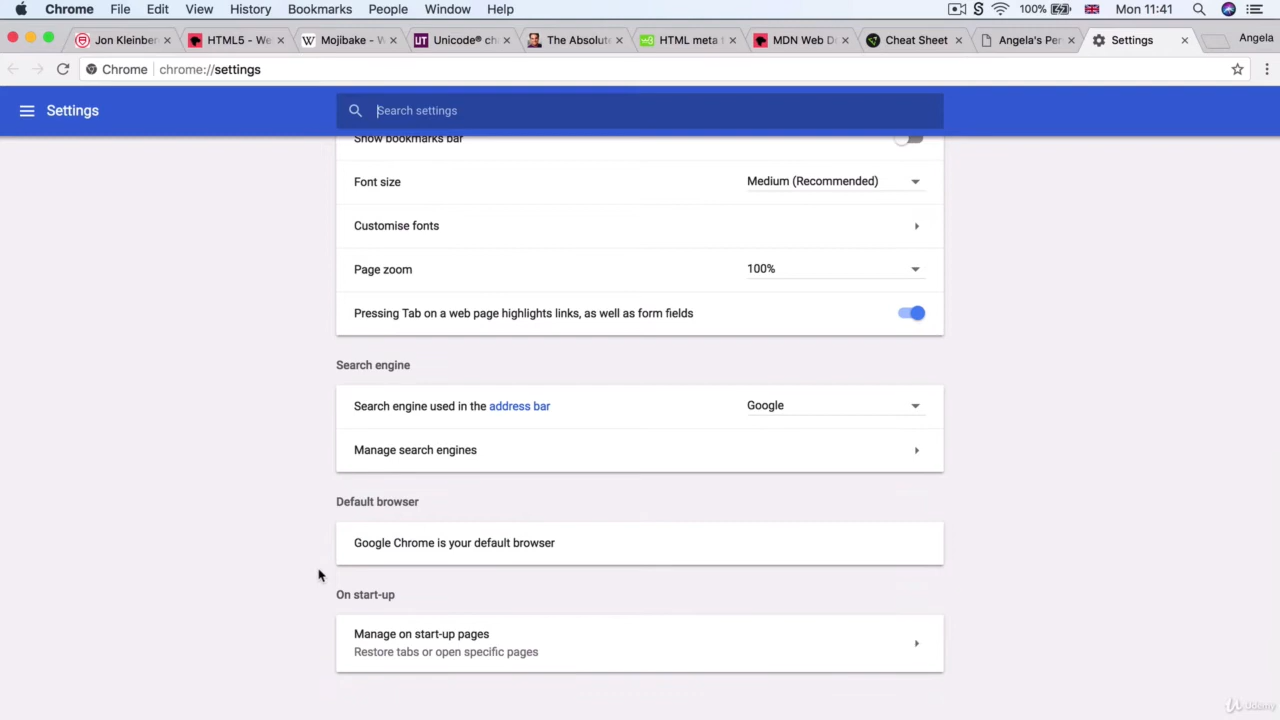 Chrome File Edit View History Bookmarks People Window Help 100% Mon 11:41
Jon Kleinber HTML5 - We Mojibake - W Unicode® ch The Absolut HTML meta t MDN Web D Cheat Sheet Angela's Per Settings Angela
Chrome chrome://settings
Settings Search settings
Show bookmarks bar
Font size Medium (Recommended)
Customise fonts
Page zoom 100%
Pressing Tab on a web page highlights links, as well as form fields
Search engine
Search engine used in the address bar Google
Manage search engines
Default browser
Google Chrome is your default browser
On start-up
Manage on start-up pages
Restore tabs or open specific pages
Udemy